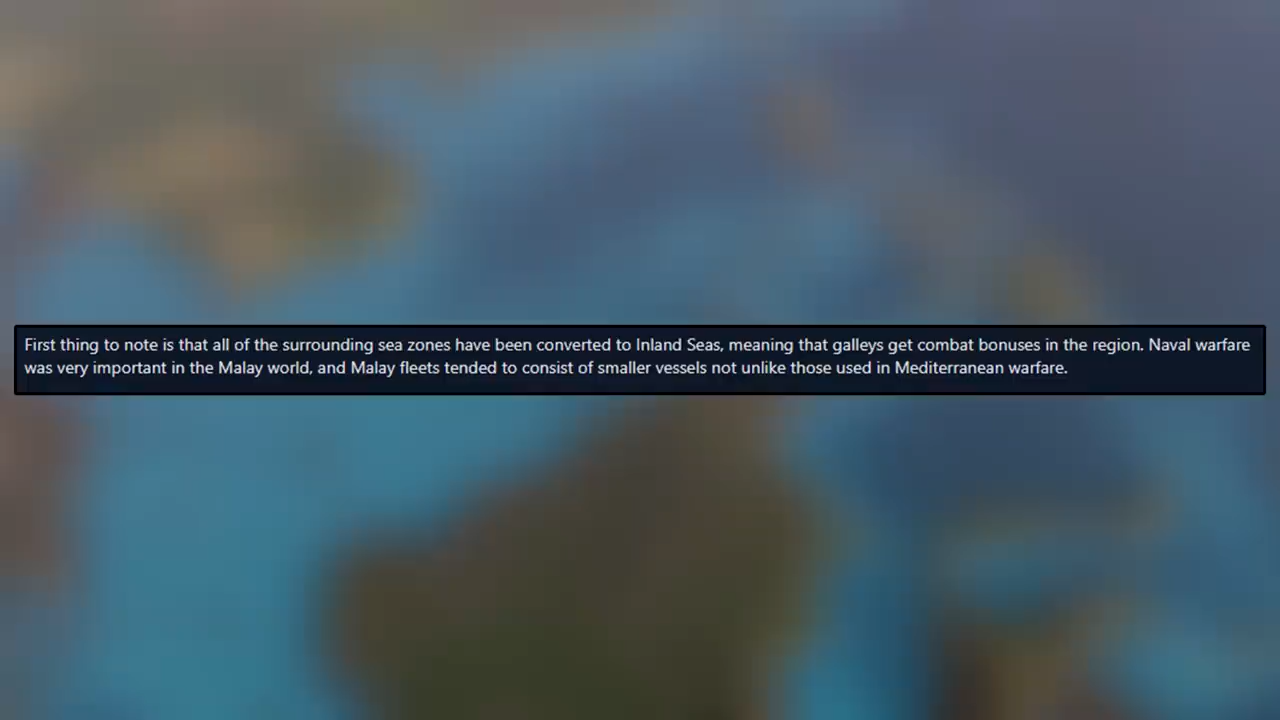 First thing to note is that all of the surrounding sea zones have been converted to Inland Seas, meaning that galleys get combat bonuses in the region. Naval warfare
was very important in the Malay world, and Malay fleets tended to consist of smaller vessels not unlike those used in Mediterranean warfare.